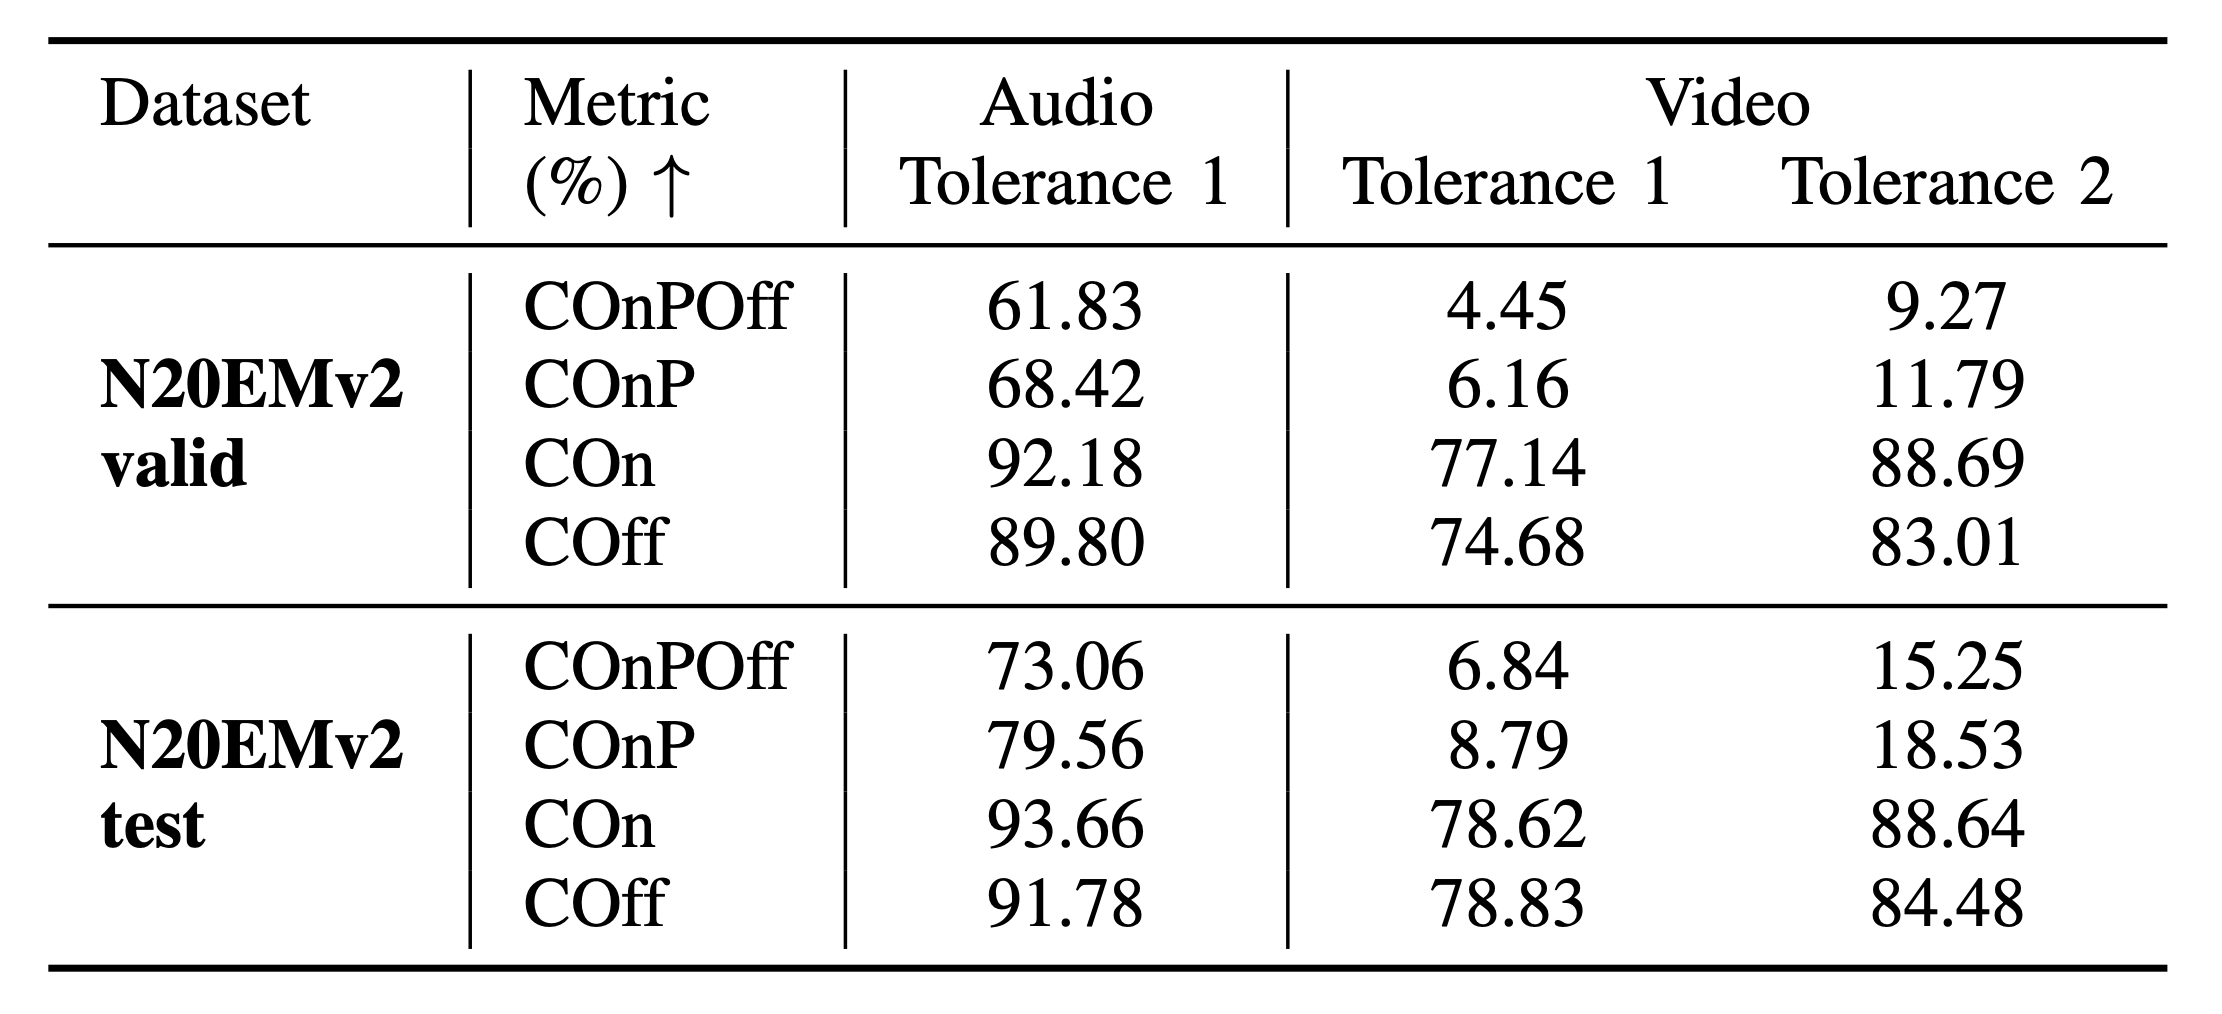 Dataset Metric Audio Video
(%) ↑ Tolerance 1 Tolerance 1 Tolerance 2
COnPOff 61.83 4.45 9.27
N20EMv2 COnP 68.42 6.16 11.79
valid COn 92.18 77.14 88.69
COff 89.80 74.68 83.01
COnPOff 73.06 6.84 15.25
N20EMv2 COnP 79.56 8.79 18.53
test COn 93.66 78.62 88.64
COff 91.78 78.83 84.48